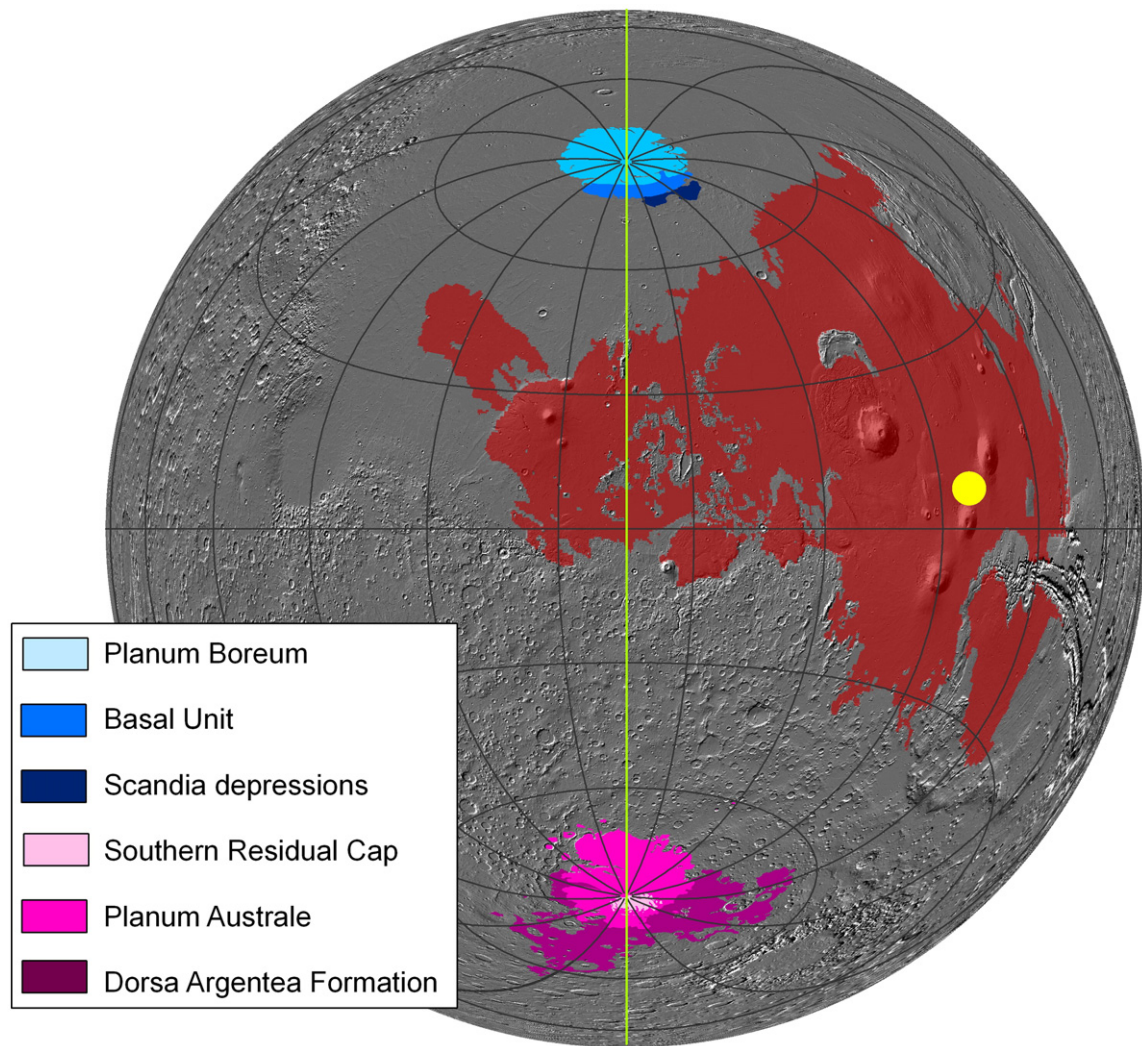 Planum Boreum
Basal Unit
Scandia depressions
Southern Residual Cap
Planum Australe
Dorsa Argentea Formation